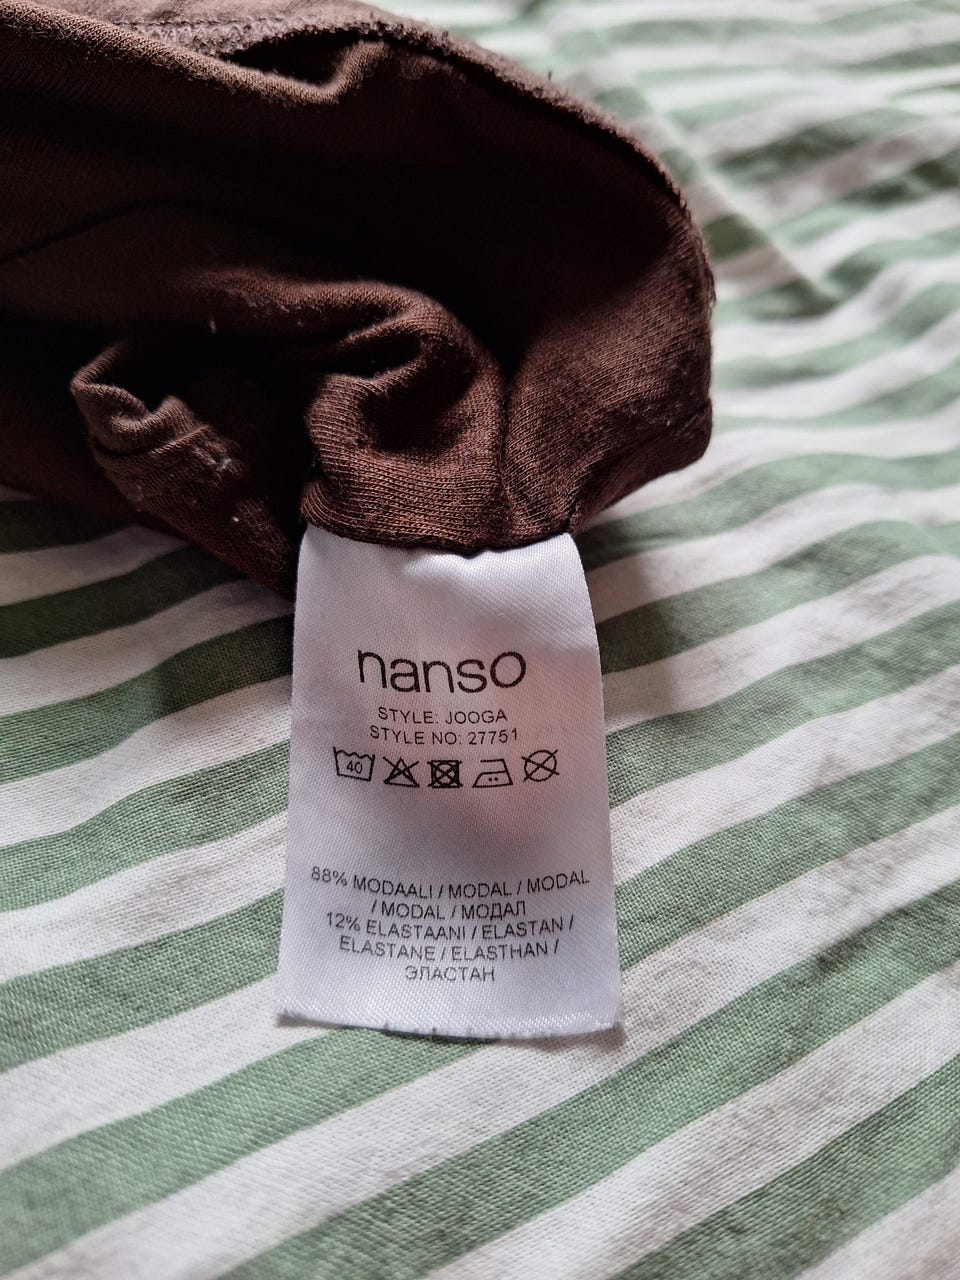 nanso
STYLE: JOOGA
STYLE NO: 27751
40
88% MODAALI / MODAL / MODAL
/ MODAL / МОДАЛ
12% ELASTAANI / ELASTAN /
ELASTANE / ELASTHAN /
ЭЛАСТАН